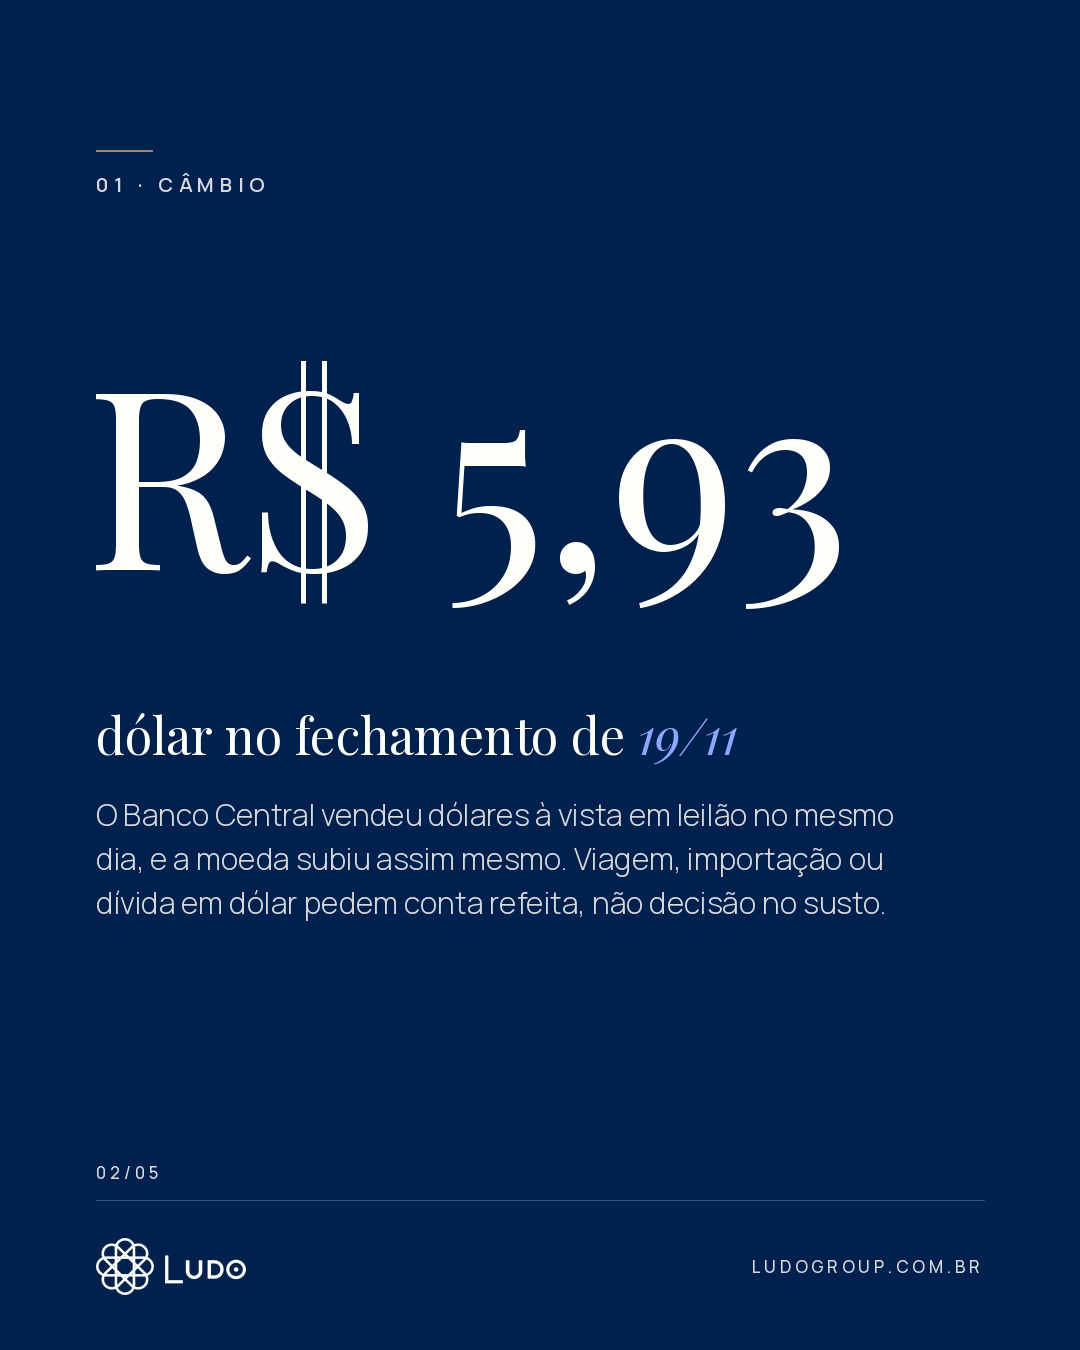 01 · CÂMBIO
R$ 5,93
dólar no fechamento de 19/11
O Banco Central vendeu dólares à vista em leilão no mesmo
dia, e a moeda subiu assim mesmo. Viagem, importação ou
dívida em dólar pedem conta refeita, não decisão no susto.
02/05
LUDO
LUDOGROUP.COM.BR